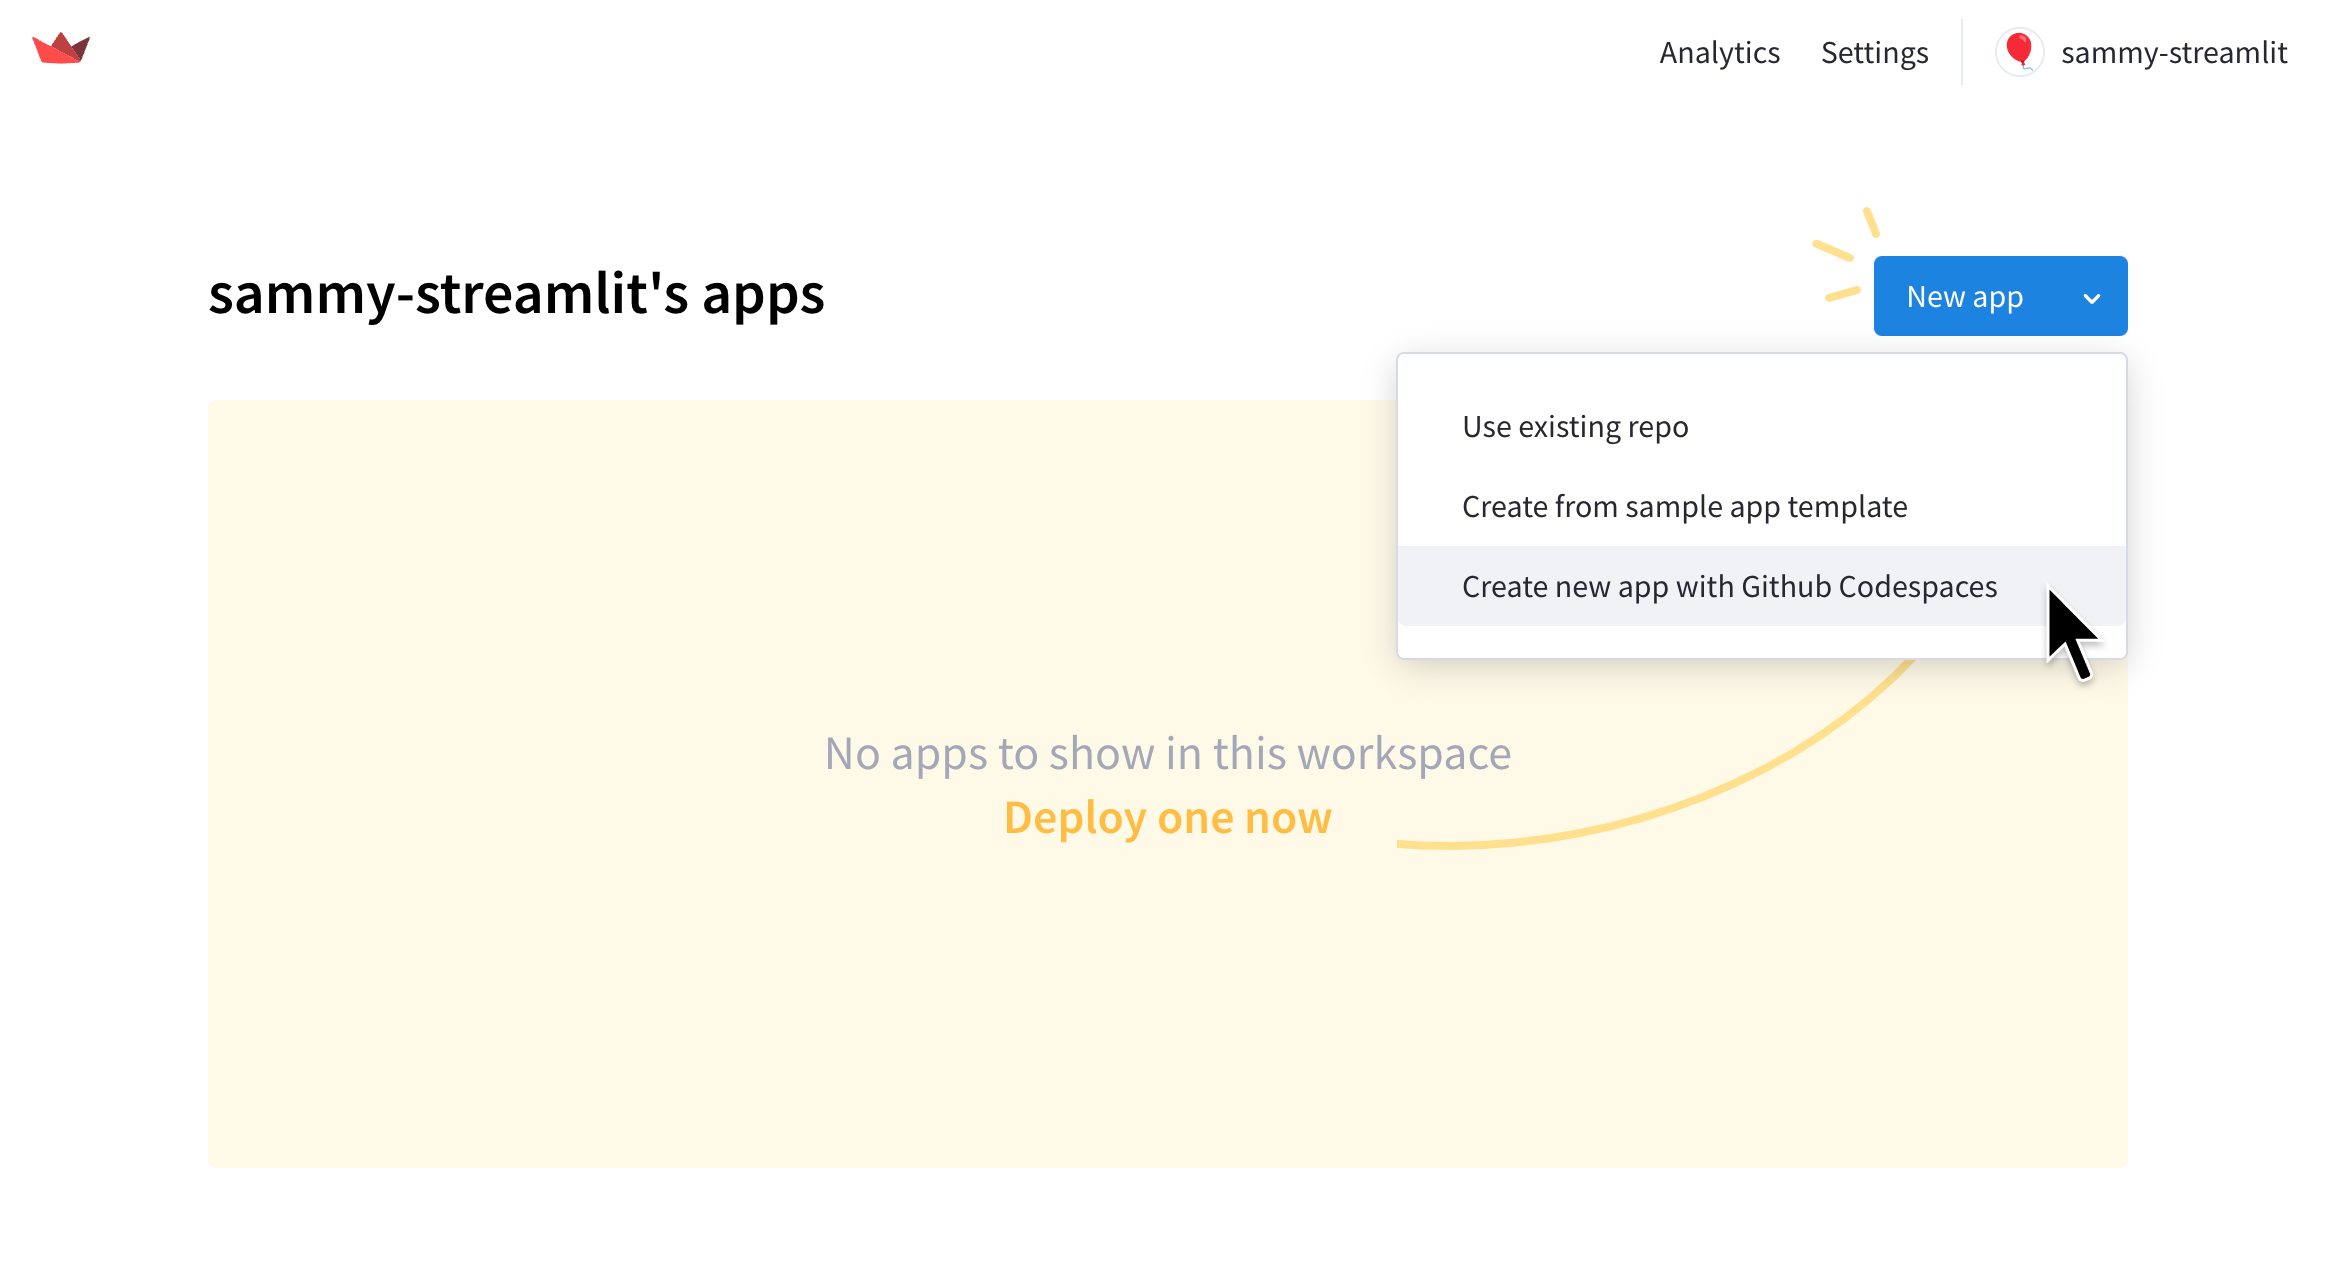 Analytics Settings sammy-streamlit
sammy-streamlit's apps
New app
Use existing repo
Create from sample app template
Create new app with Github Codespaces
No apps to show in this workspace
Deploy one now